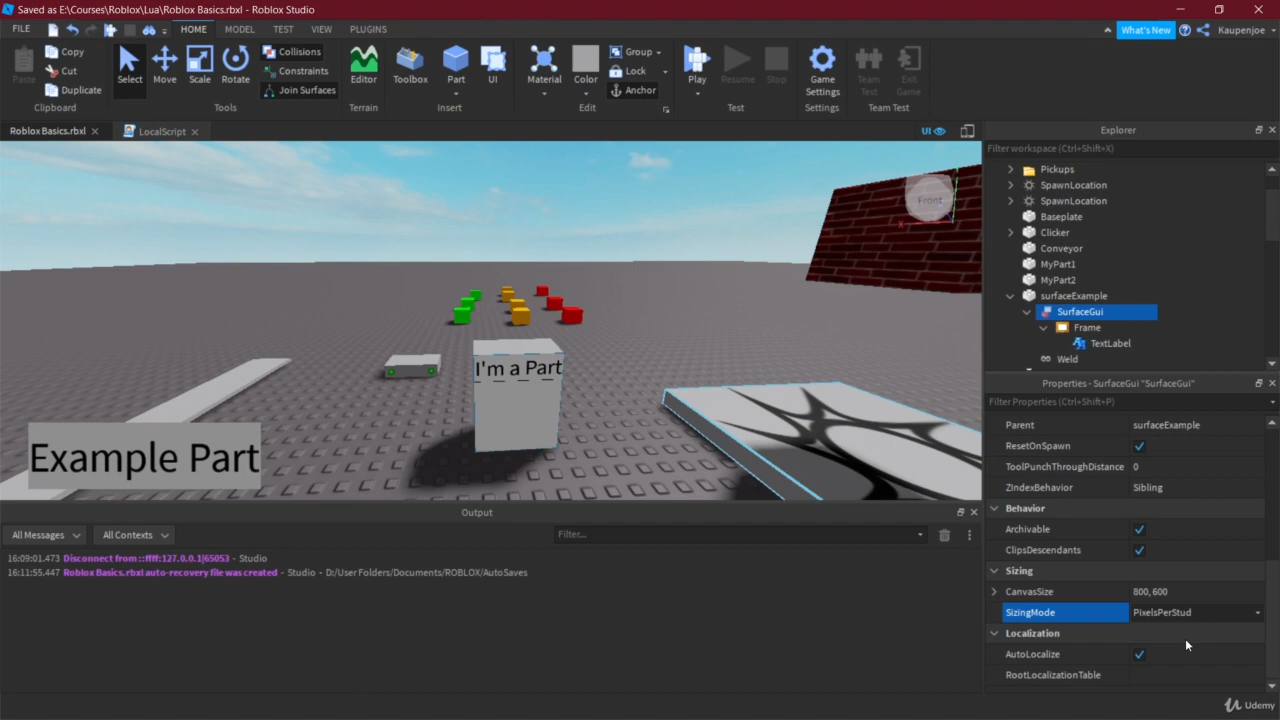 Saved as E:\Courses\Roblox\Lua\Roblox Basics.rbxl - Roblox Studio
FILE HOME MODEL TEST VIEW PLUGINS What's New Kaupenjoe
Paste Copy Cut Duplicate Clipboard
Select Move Scale Rotate Collisions Constraints Join Surfaces Tools
Editor Terrain
Toolbox Part UI Insert
Material Color Group Lock Anchor Edit
Play Resume Stop Test
Game Settings Settings
Team Test Exit Game Team Test
Roblox Basics.rbxl LocalScript UI
Explorer
Filter workspace (Ctrl+Shift+X)
Pickups
SpawnLocation
SpawnLocation
Baseplate
Clicker
Conveyor
MyPart1
MyPart2
surfaceExample
SurfaceGui
Frame
TextLabel
Weld
Front
X
I'm a Part
Example Part
Properties - SurfaceGui "SurfaceGui"
Filter Properties (Ctrl+Shift+P)
Parent surfaceExample
ResetOnSpawn
ToolPunchThroughDistance 0
ZIndexBehavior Sibling
Behavior
Archivable
ClipsDescendants
Sizing
CanvasSize 800, 600
SizingMode PixelsPerStud
Localization
AutoLocalize
RootLocalizationTable
Output
All Messages All Contexts Filter...
16:09:01.473 Disconnect from ::ffff:127.0.0.1|65053 - Studio
16:11:55.447 Roblox Basics.rbxl auto-recovery file was created - Studio - D:/User Folders/Documents/ROBLOX/AutoSaves
Udemy